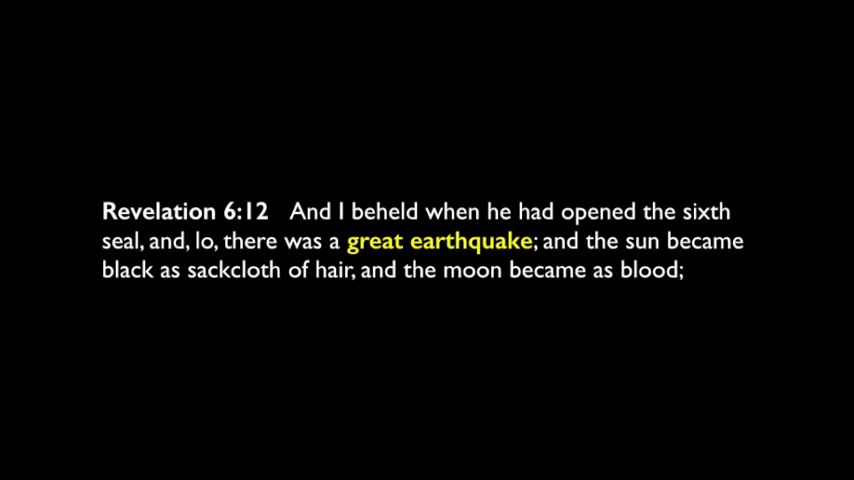 Revelation 6:12 And I beheld when he had opened the sixth
seal, and, lo, there was a great earthquake; and the sun became
black as sackcloth of hair, and the moon became as blood;